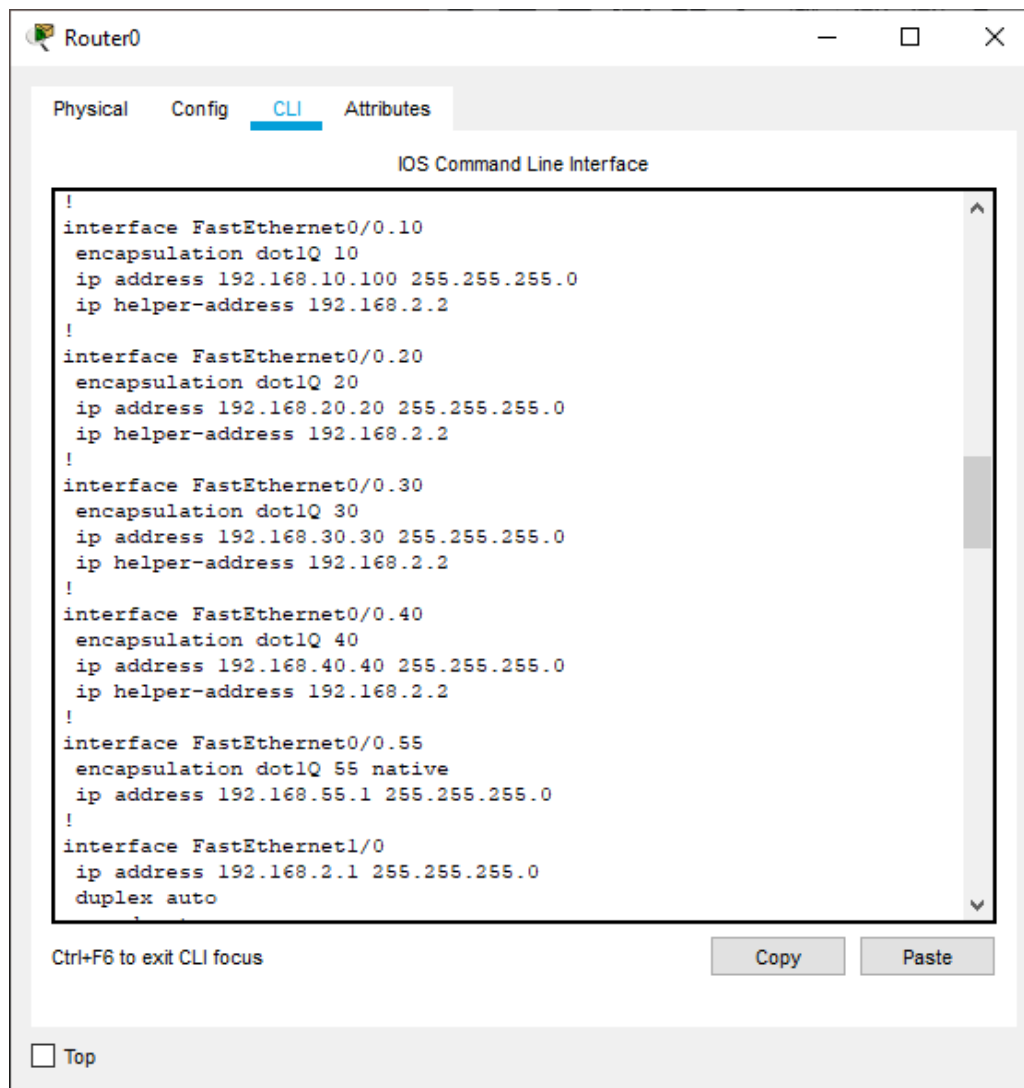 Router0
Physical Config CLI Attributes
IOS Command Line Interface
!
interface FastEthernet0/0.10
 encapsulation dot1Q 10
 ip address 192.168.10.100 255.255.255.0
 ip helper-address 192.168.2.2
!
interface FastEthernet0/0.20
 encapsulation dot1Q 20
 ip address 192.168.20.20 255.255.255.0
 ip helper-address 192.168.2.2
!
interface FastEthernet0/0.30
 encapsulation dot1Q 30
 ip address 192.168.30.30 255.255.255.0
 ip helper-address 192.168.2.2
!
interface FastEthernet0/0.40
 encapsulation dot1Q 40
 ip address 192.168.40.40 255.255.255.0
 ip helper-address 192.168.2.2
!
interface FastEthernet0/0.55
 encapsulation dot1Q 55 native
 ip address 192.168.55.1 255.255.255.0
!
interface FastEthernet1/0
 ip address 192.168.2.1 255.255.255.0
 duplex auto
Ctrl+F6 to exit CLI focus
Copy Paste
Top